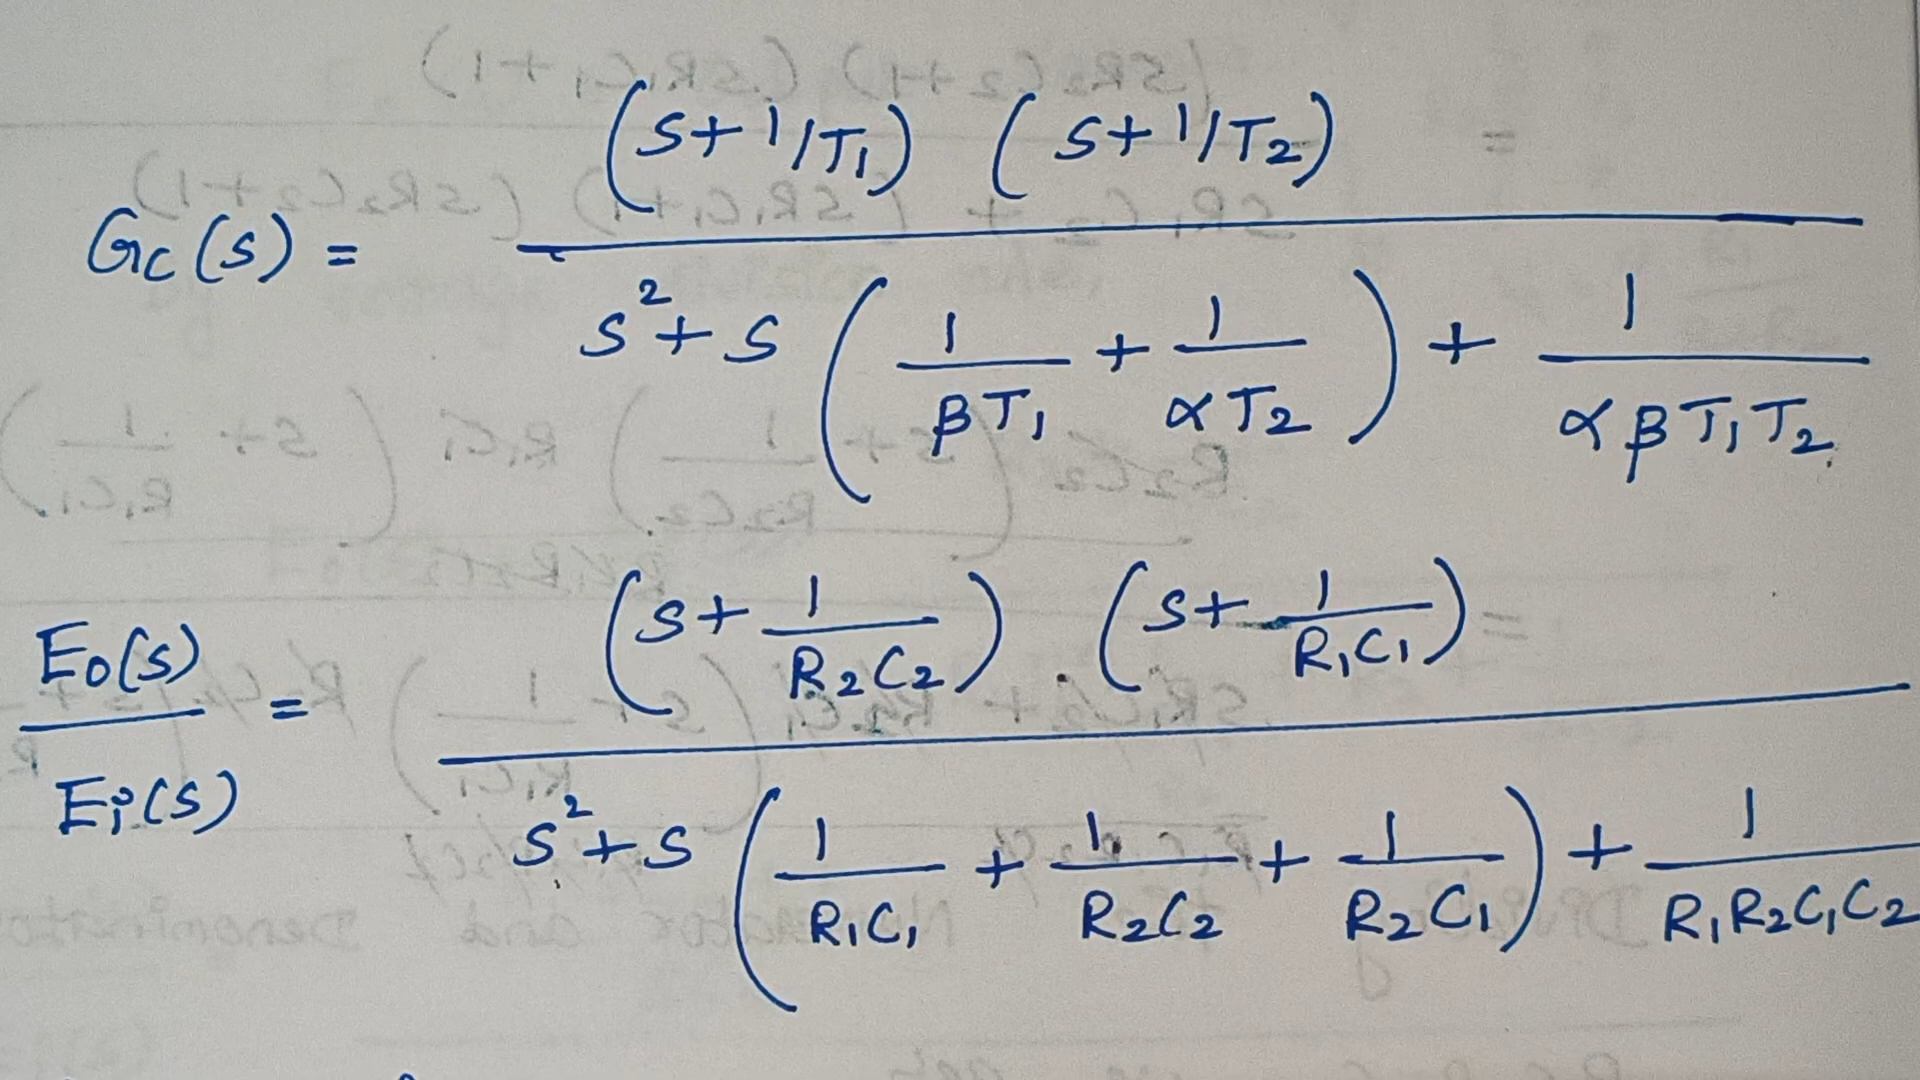 Gc(s) = (s+1/T₁) (s+1/T₂) / s² + s (1/βT₁ + 1/αT₂) + 1/αβT₁T₂
Eo(s)/Ei(s) = (s + 1/R₂C₂) . (s + 1/R₁C₁) / s² + s (1/R₁C₁ + 1/R₂C₂ + 1/R₂C₁) + 1/R₁R₂C₁C₂